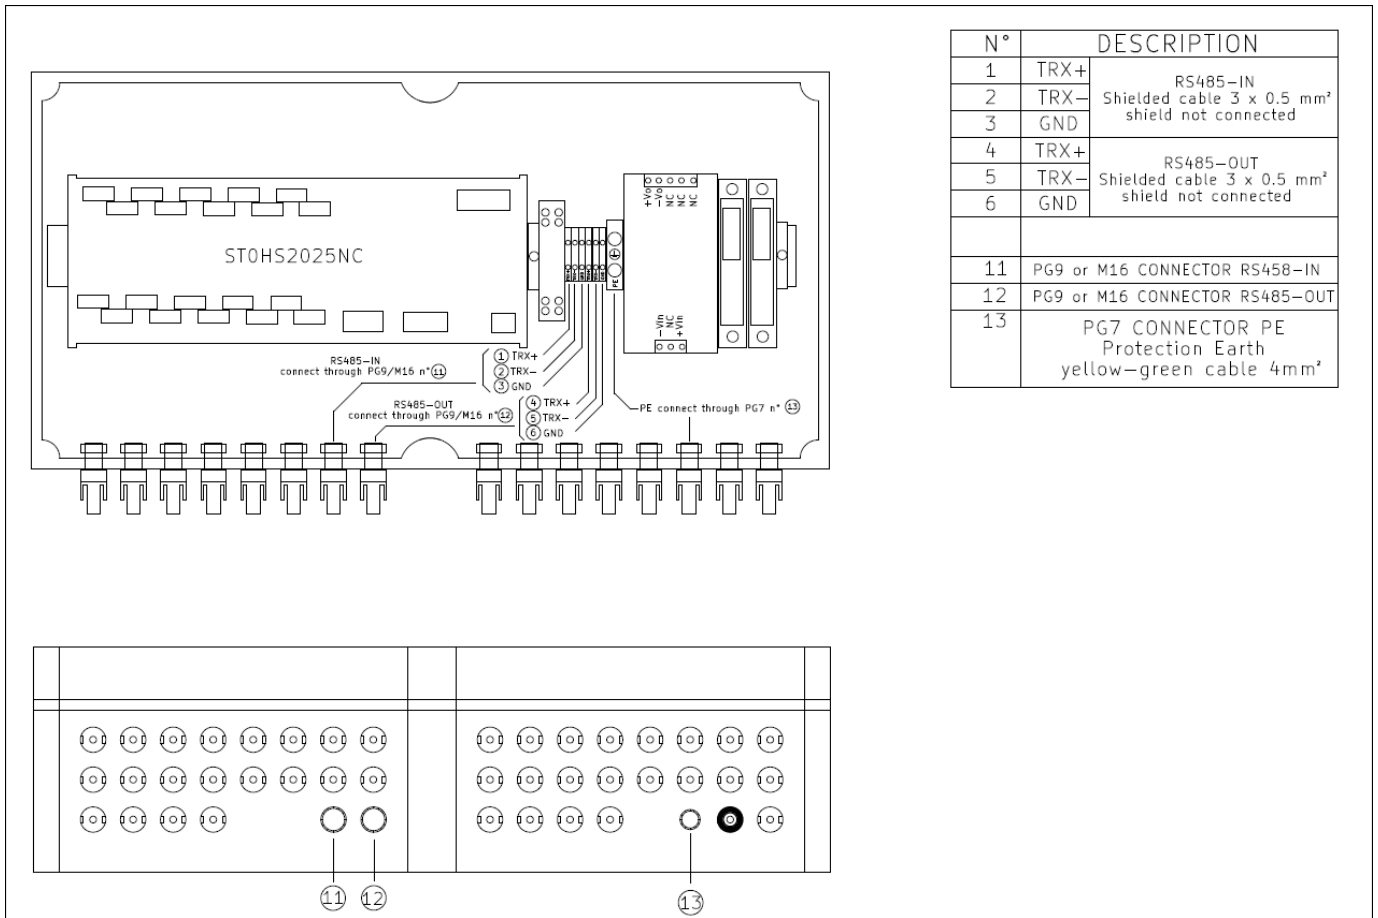 N° DESCRIPTION
1 TRX+
2 TRX-
3 GND
RS485-IN
Shielded cable 3 x 0.5 mm²
shield not connected
4 TRX+
5 TRX-
6 GND
RS485-OUT
Shielded cable 3 x 0.5 mm²
shield not connected
11 PG9 or M16 CONNECTOR RS458-IN
12 PG9 or M16 CONNECTOR RS485-OUT
13 PG7 CONNECTOR PE
Protection Earth
yellow-green cable 4mm²
ST0HS2025NC
+Vo
-Vo
NC
NC
NC
PE
-Vin
NC
+Vin
RS485-IN
connect through PG9/M16 n° 11
1 TRX+
2 TRX-
3 GND
RS485-OUT
connect through PG9/M16 n° 12
4 TRX+
5 TRX-
6 GND
PE connect through PG7 n° 13
11
12
13